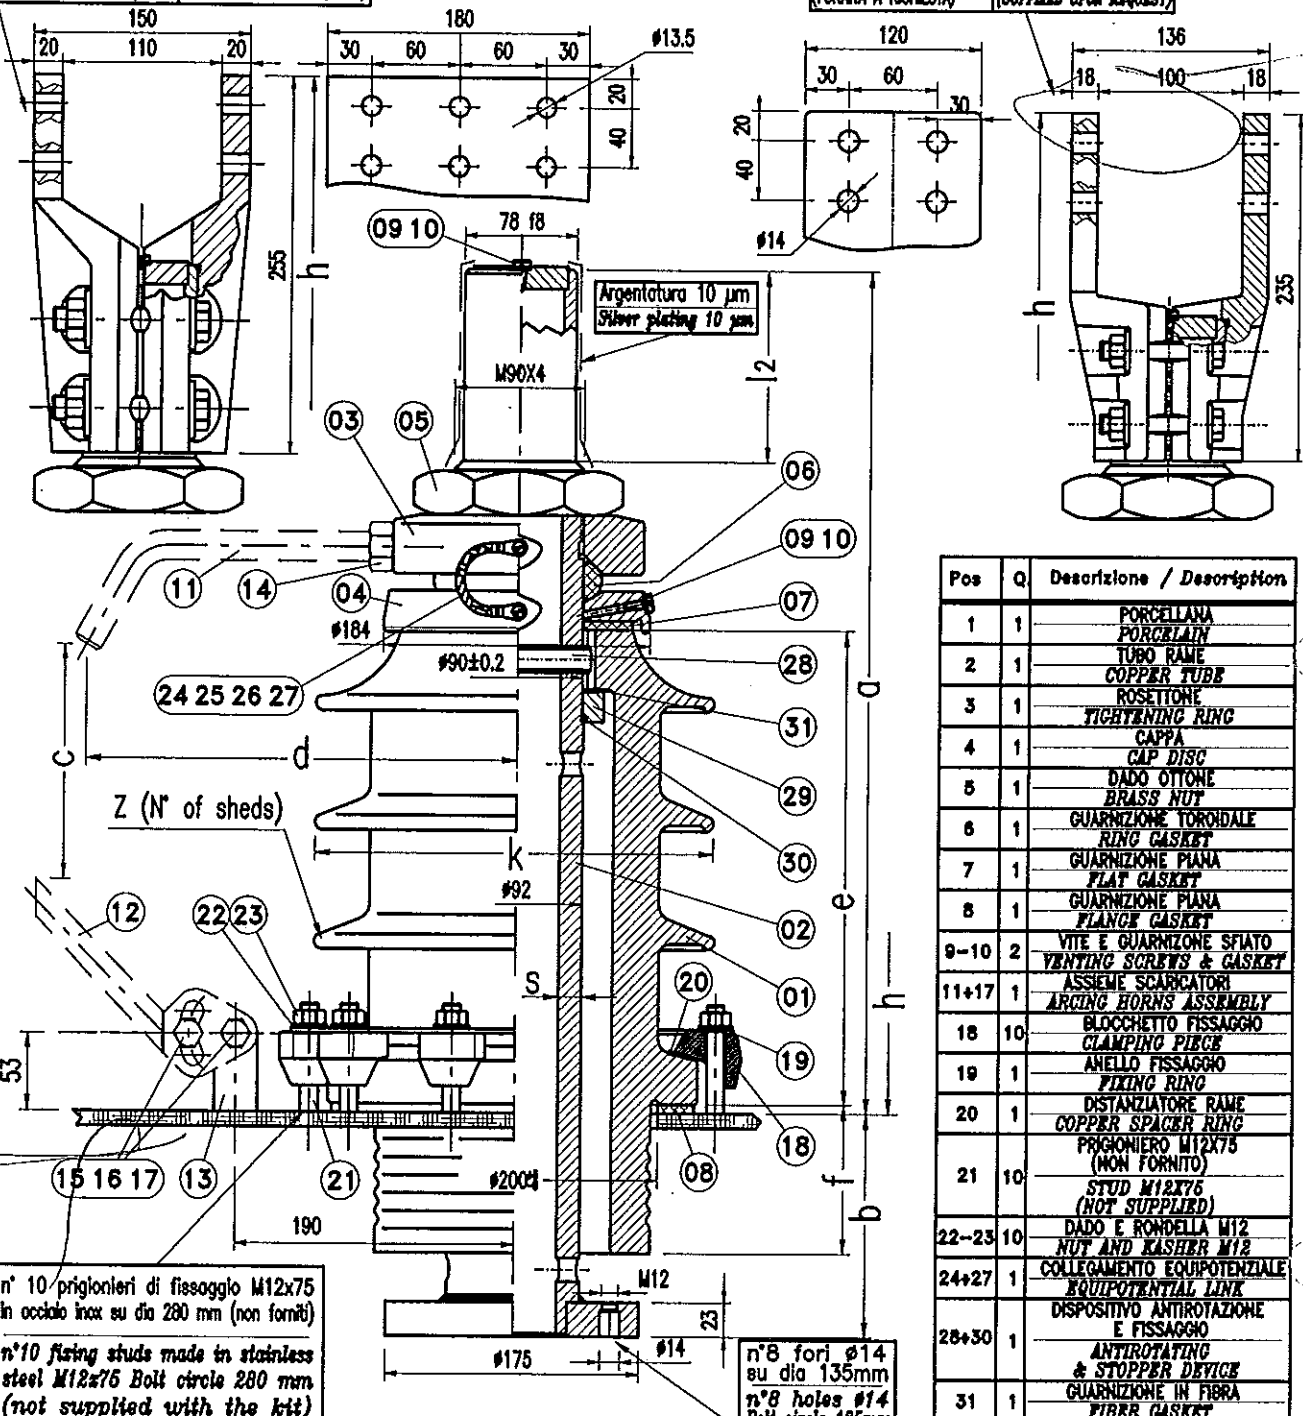 (SUPPLIED UPON REQUEST)
150
20 110 20
255
h
180
30 60 60 30
ø13.5
20
40
120
30 60
30
20
40
ø14
136
18 100 18
h
235
09 10
78 f8
Argentatura 10 µm
Silver plating 10 µm
M90X4
l2
03
05
06
09 10
11
14
04
07
ø184
ø90±0.2
28
24 25 26 27
31
a
c
d
29
Z (N° of sheds)
k
30
ø92
e
12
22 23
02
S
20
01
h
53
19
18
15 16 17
13
21
ø200
08
f
b
190
M12
23
ø175
ø14
n° 10 prigionieri di fissaggio M12x75
in acciaio inox su dia 280 mm (non forniti)
n°10 fixing studs made in stainless
steel M12x75 Bolt circle 280 mm
(not supplied with the kit)
n°8 fori ø14
su dia 135mm
n°8 holes ø14
Bolt circle 135mm
Pos Q Descrizione / Description
1 1 PORCELLANA
PORCELAIN
2 1 TUBO RAME
COPPER TUBE
3 1 ROSETTONE
TIGHTENING RING
4 1 CAPPA
CAP DISC
5 1 DADO OTTONE
BRASS NUT
6 1 GUARNIZIONE TOROIDALE
RING GASKET
7 1 GUARNIZIONE PIANA
FLAT GASKET
8 1 GUARNIZIONE PIANA
FLANGE GASKET
9-10 2 VITE E GUARNIZONE SFIATO
VENTING SCREWS & GASKET
11+17 1 ASSIEME SCARICATORI
ARCING HORNS ASSEMBLY
18 10 BLOCCHETTO FISSAGGIO
CLAMPING PIECE
19 1 ANELLO FISSAGGIO
FIXING RING
20 1 DISTANZIATORE RAME
COPPER SPACER RING
21 10 PRIGIONIERO M12X75
(NON FORNITO)
STUD M12X75
(NOT SUPPLIED)
22-23 10 DADO E RONDELLA M12
NUT AND KASHER M12
24+27 1 COLLEGAMENTO EQUIPOTENZIALE
EQUIPOTENTIAL LINK
28+30 1 DISPOSITIVO ANTIROTAZIONE
E FISSAGGIO
ANTIROTATING
& STOPPER DEVICE
31 1 GUARNIZIONE IN FIBRA
FIBER GASKET